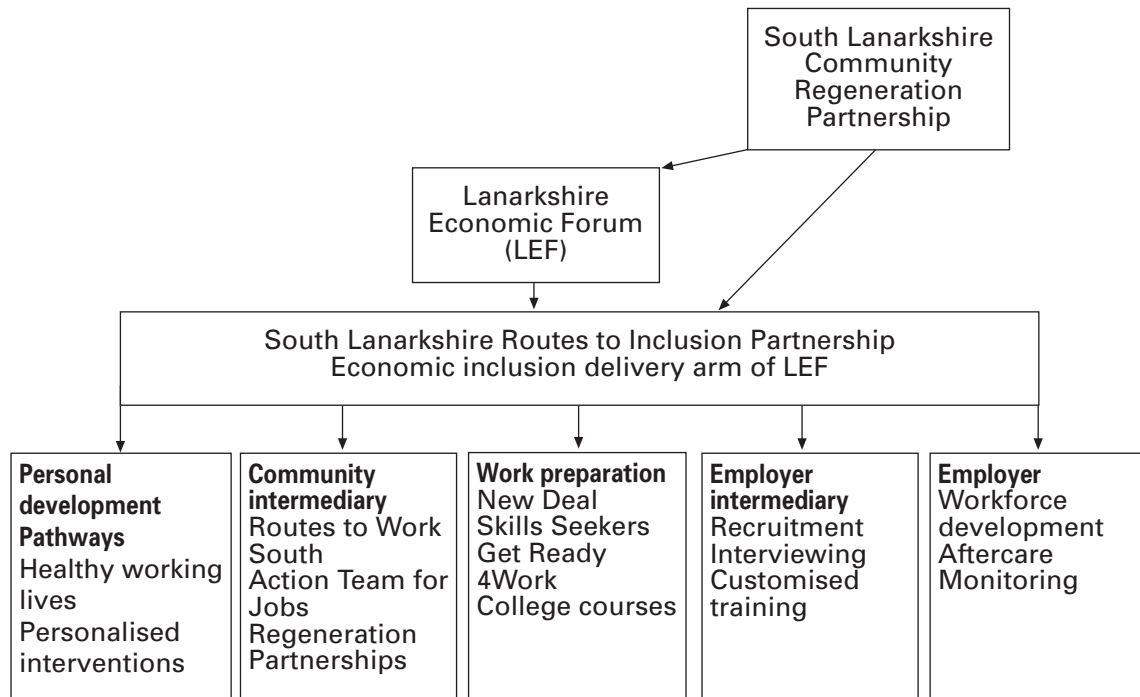 South Lanarkshire
Community
Regeneration
Partnership
Lanarkshire
Economic Forum
(LEF)
South Lanarkshire Routes to Inclusion Partnership
Economic inclusion delivery arm of LEF
Personal
development
Pathways
Healthy working
lives
Personalised
interventions
Community
intermediary
Routes to Work
South
Action Team for
Jobs
Regeneration
Partnerships
Work preparation
New Deal
Skills Seekers
Get Ready
4Work
College courses
Employer
intermediary
Recruitment
Interviewing
Customised
training
Employer
Workforce
development
Aftercare
Monitoring